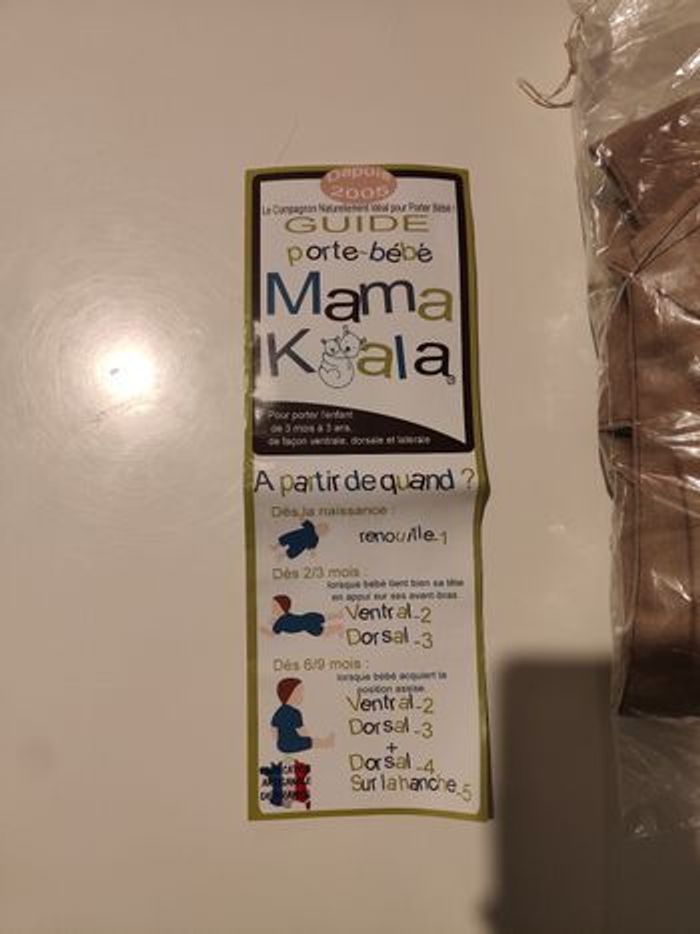 Depuis
2005
Le Compagnon Naturellement Idéal pour Porter Bébé !
GUIDE
porte-bébé
Mama
Koala
Pour porter l'enfant
de 3 mois à 3 ans,
de façon ventrale, dorsale et latérale
A partir de quand ?
Dès la naissance :
renouille-1
Dès 2/3 mois :
lorsque bébé tient bien sa tête
en appui sur ses avant-bras
Ventral-2
Dorsal-3
Dès 6/9 mois :
lorsque bébé acquiert la
position assise
Ventral-2
Dorsal-3
+
Dorsal-4
Sur la hanche-5